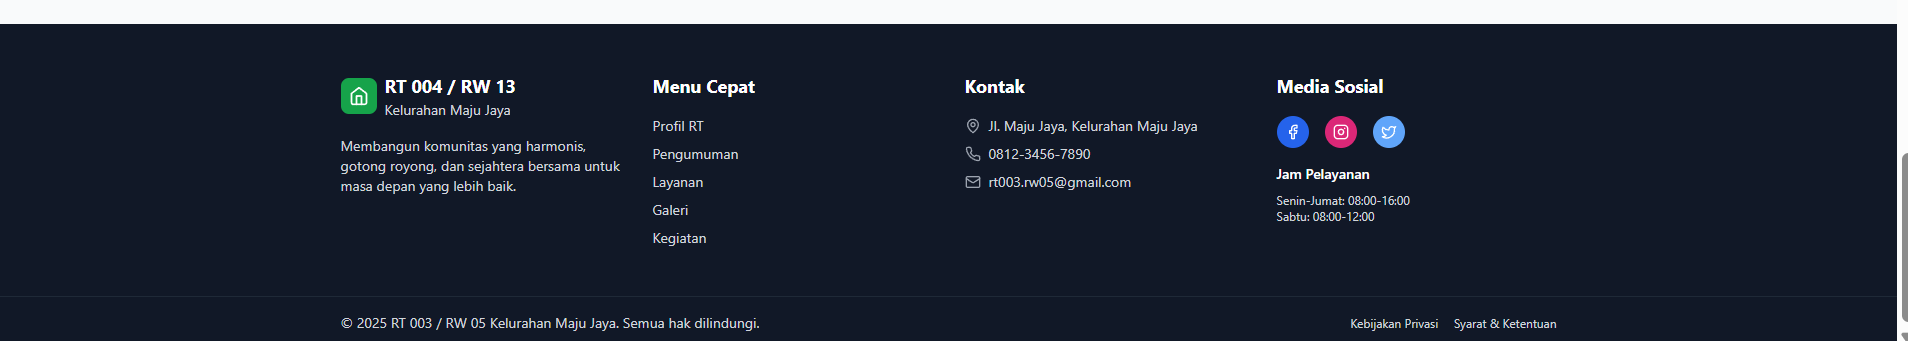 RT 004 / RW 13
Kelurahan Maju Jaya
Membangun komunitas yang harmonis,
gotong royong, dan sejahtera bersama untuk
masa depan yang lebih baik.
Menu Cepat
Profil RT
Pengumuman
Layanan
Galeri
Kegiatan
Kontak
Jl. Maju Jaya, Kelurahan Maju Jaya
0812-3456-7890
rt003.rw05@gmail.com
Media Sosial
Jam Pelayanan
Senin-Jumat: 08:00-16:00
Sabtu: 08:00-12:00
© 2025 RT 003 / RW 05 Kelurahan Maju Jaya. Semua hak dilindungi.
Kebijakan Privasi
Syarat & Ketentuan